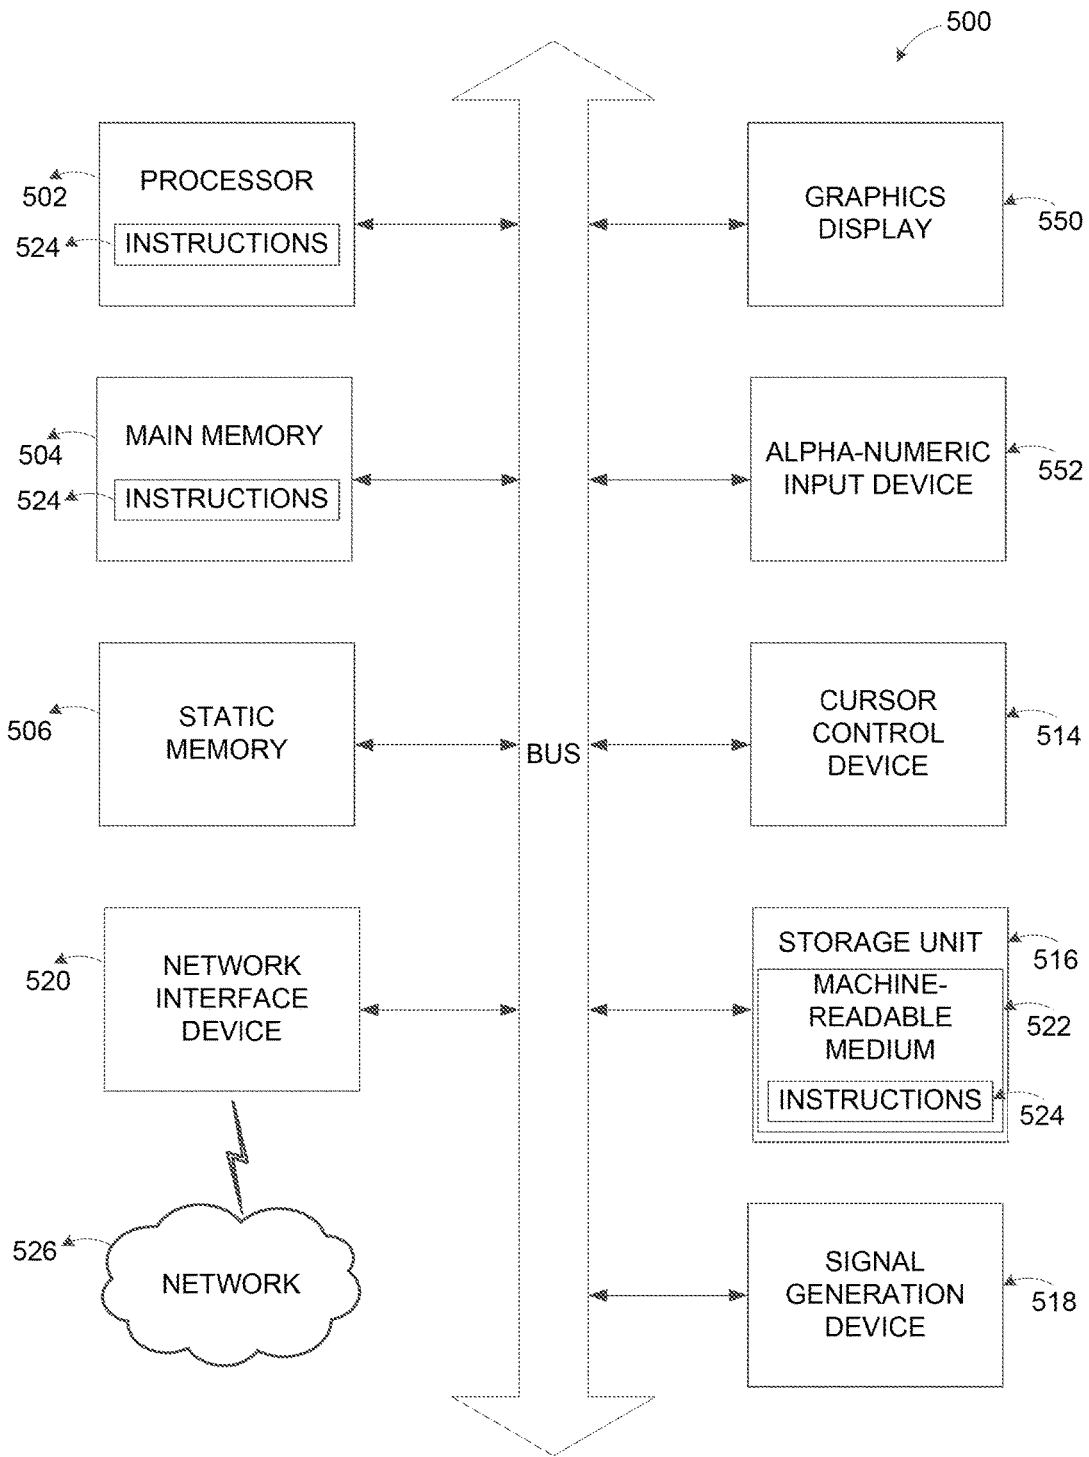 500
PROCESSOR
502
524
INSTRUCTIONS
GRAPHICS
DISPLAY
550
MAIN MEMORY
504
524
INSTRUCTIONS
ALPHA-NUMERIC
INPUT DEVICE
552
STATIC
MEMORY
506
BUS
CURSOR
CONTROL
DEVICE
514
NETWORK
INTERFACE
DEVICE
520
STORAGE UNIT
516
MACHINE-
READABLE
MEDIUM
522
INSTRUCTIONS
524
526
NETWORK
SIGNAL
GENERATION
DEVICE
518